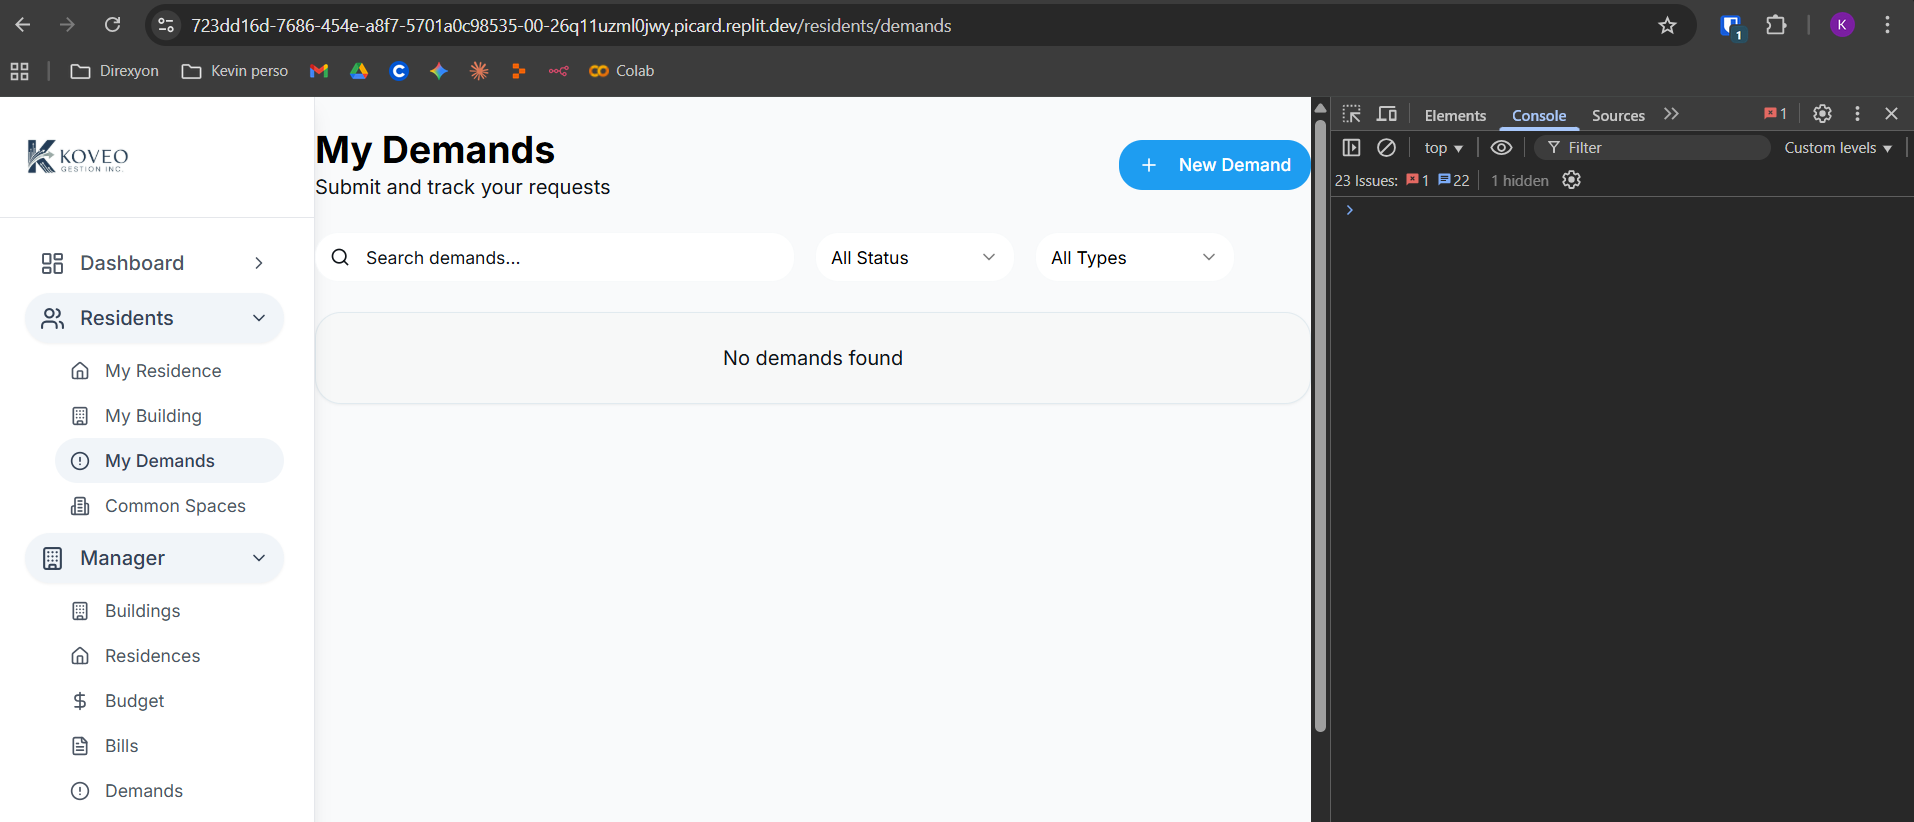 723dd16d-7686-454e-a8f7-5701a0c98535-00-26q11uzml0jwy.picard.replit.dev/residents/demands
1
K
Direxyon
Kevin perso
Colab
KOVEO
GESTION INC.
Dashboard
Residents
My Residence
My Building
My Demands
Common Spaces
Manager
Buildings
Residences
Budget
Bills
Demands
My Demands
Submit and track your requests
New Demand
Search demands...
All Status
All Types
No demands found
Elements
Console
Sources
1
top
Filter
Custom levels
23 Issues: 1 22
1 hidden